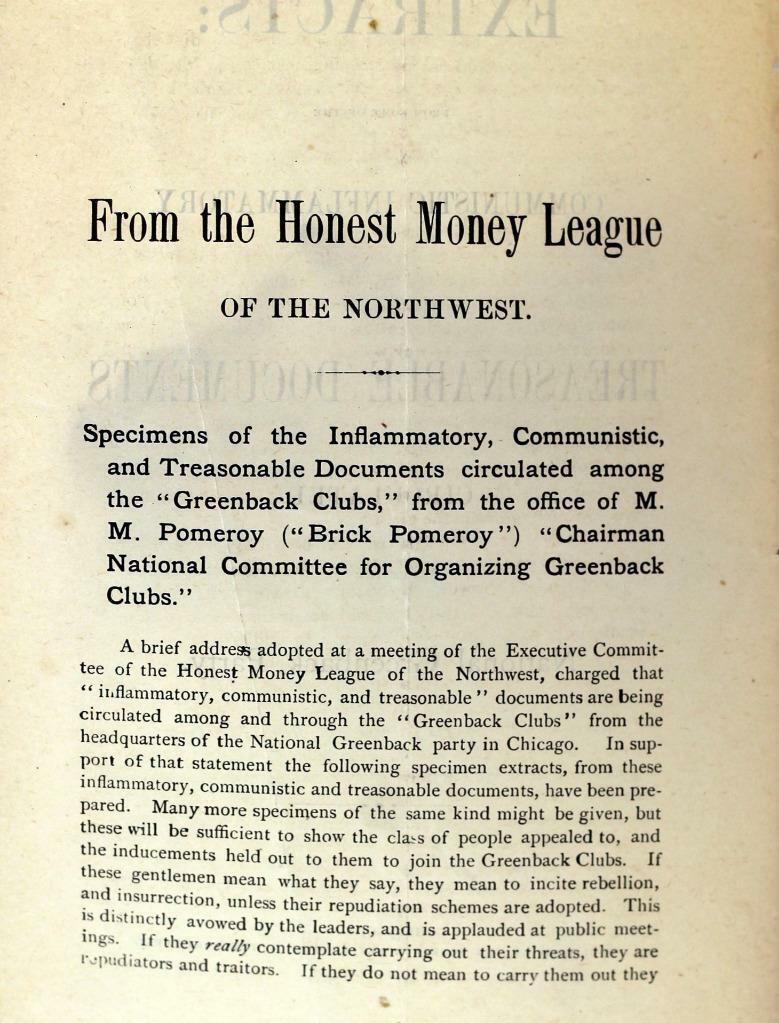 From the Honest Money League
OF THE NORTHWEST.
Specimens of the Inflammatory, Communistic,
and Treasonable Documents circulated among
the "Greenback Clubs," from the office of M.
M. Pomeroy ("Brick Pomeroy") "Chairman
National Committee for Organizing Greenback
Clubs."
A brief address adopted at a meeting of the Executive Commit-
tee of the Honest Money League of the Northwest, charged that
"inflammatory, communistic, and treasonable" documents are being
circulated among and through the "Greenback Clubs" from the
headquarters of the National Greenback party in Chicago. In sup-
port of that statement the following specimen extracts, from these
inflammatory, communistic and treasonable documents, have been pre-
pared. Many more specimens of the same kind might be given, but
these will be sufficient to show the class of people appealed to, and
the inducements held out to them to join the Greenback Clubs. If
these gentlemen mean what they say, they mean to incite rebellion,
and insurrection, unless their repudiation schemes are adopted. This
is distinctly avowed by the leaders, and is applauded at public meet-
ings. If they really contemplate carrying out their threats, they are
repudiators and traitors. If they do not mean to carry them out they